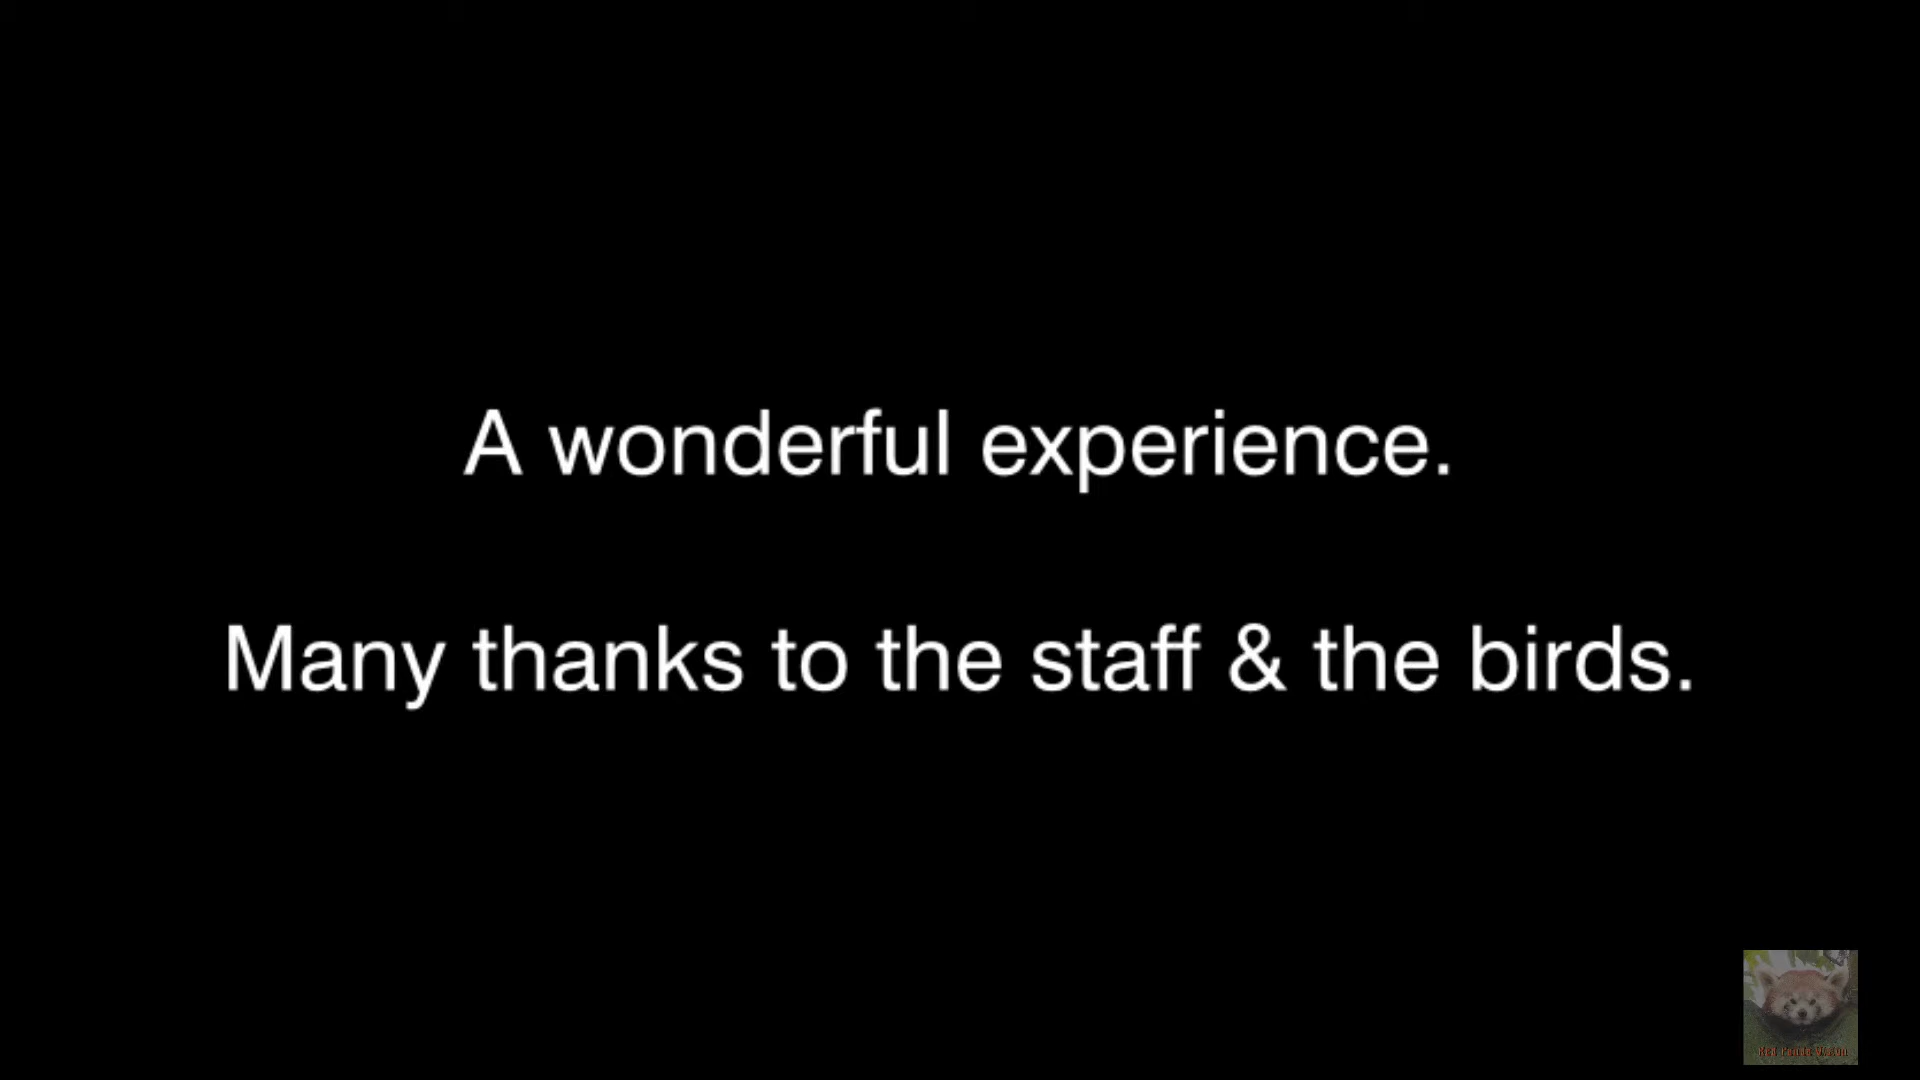 A wonderful experience.
Many thanks to the staff & the birds.